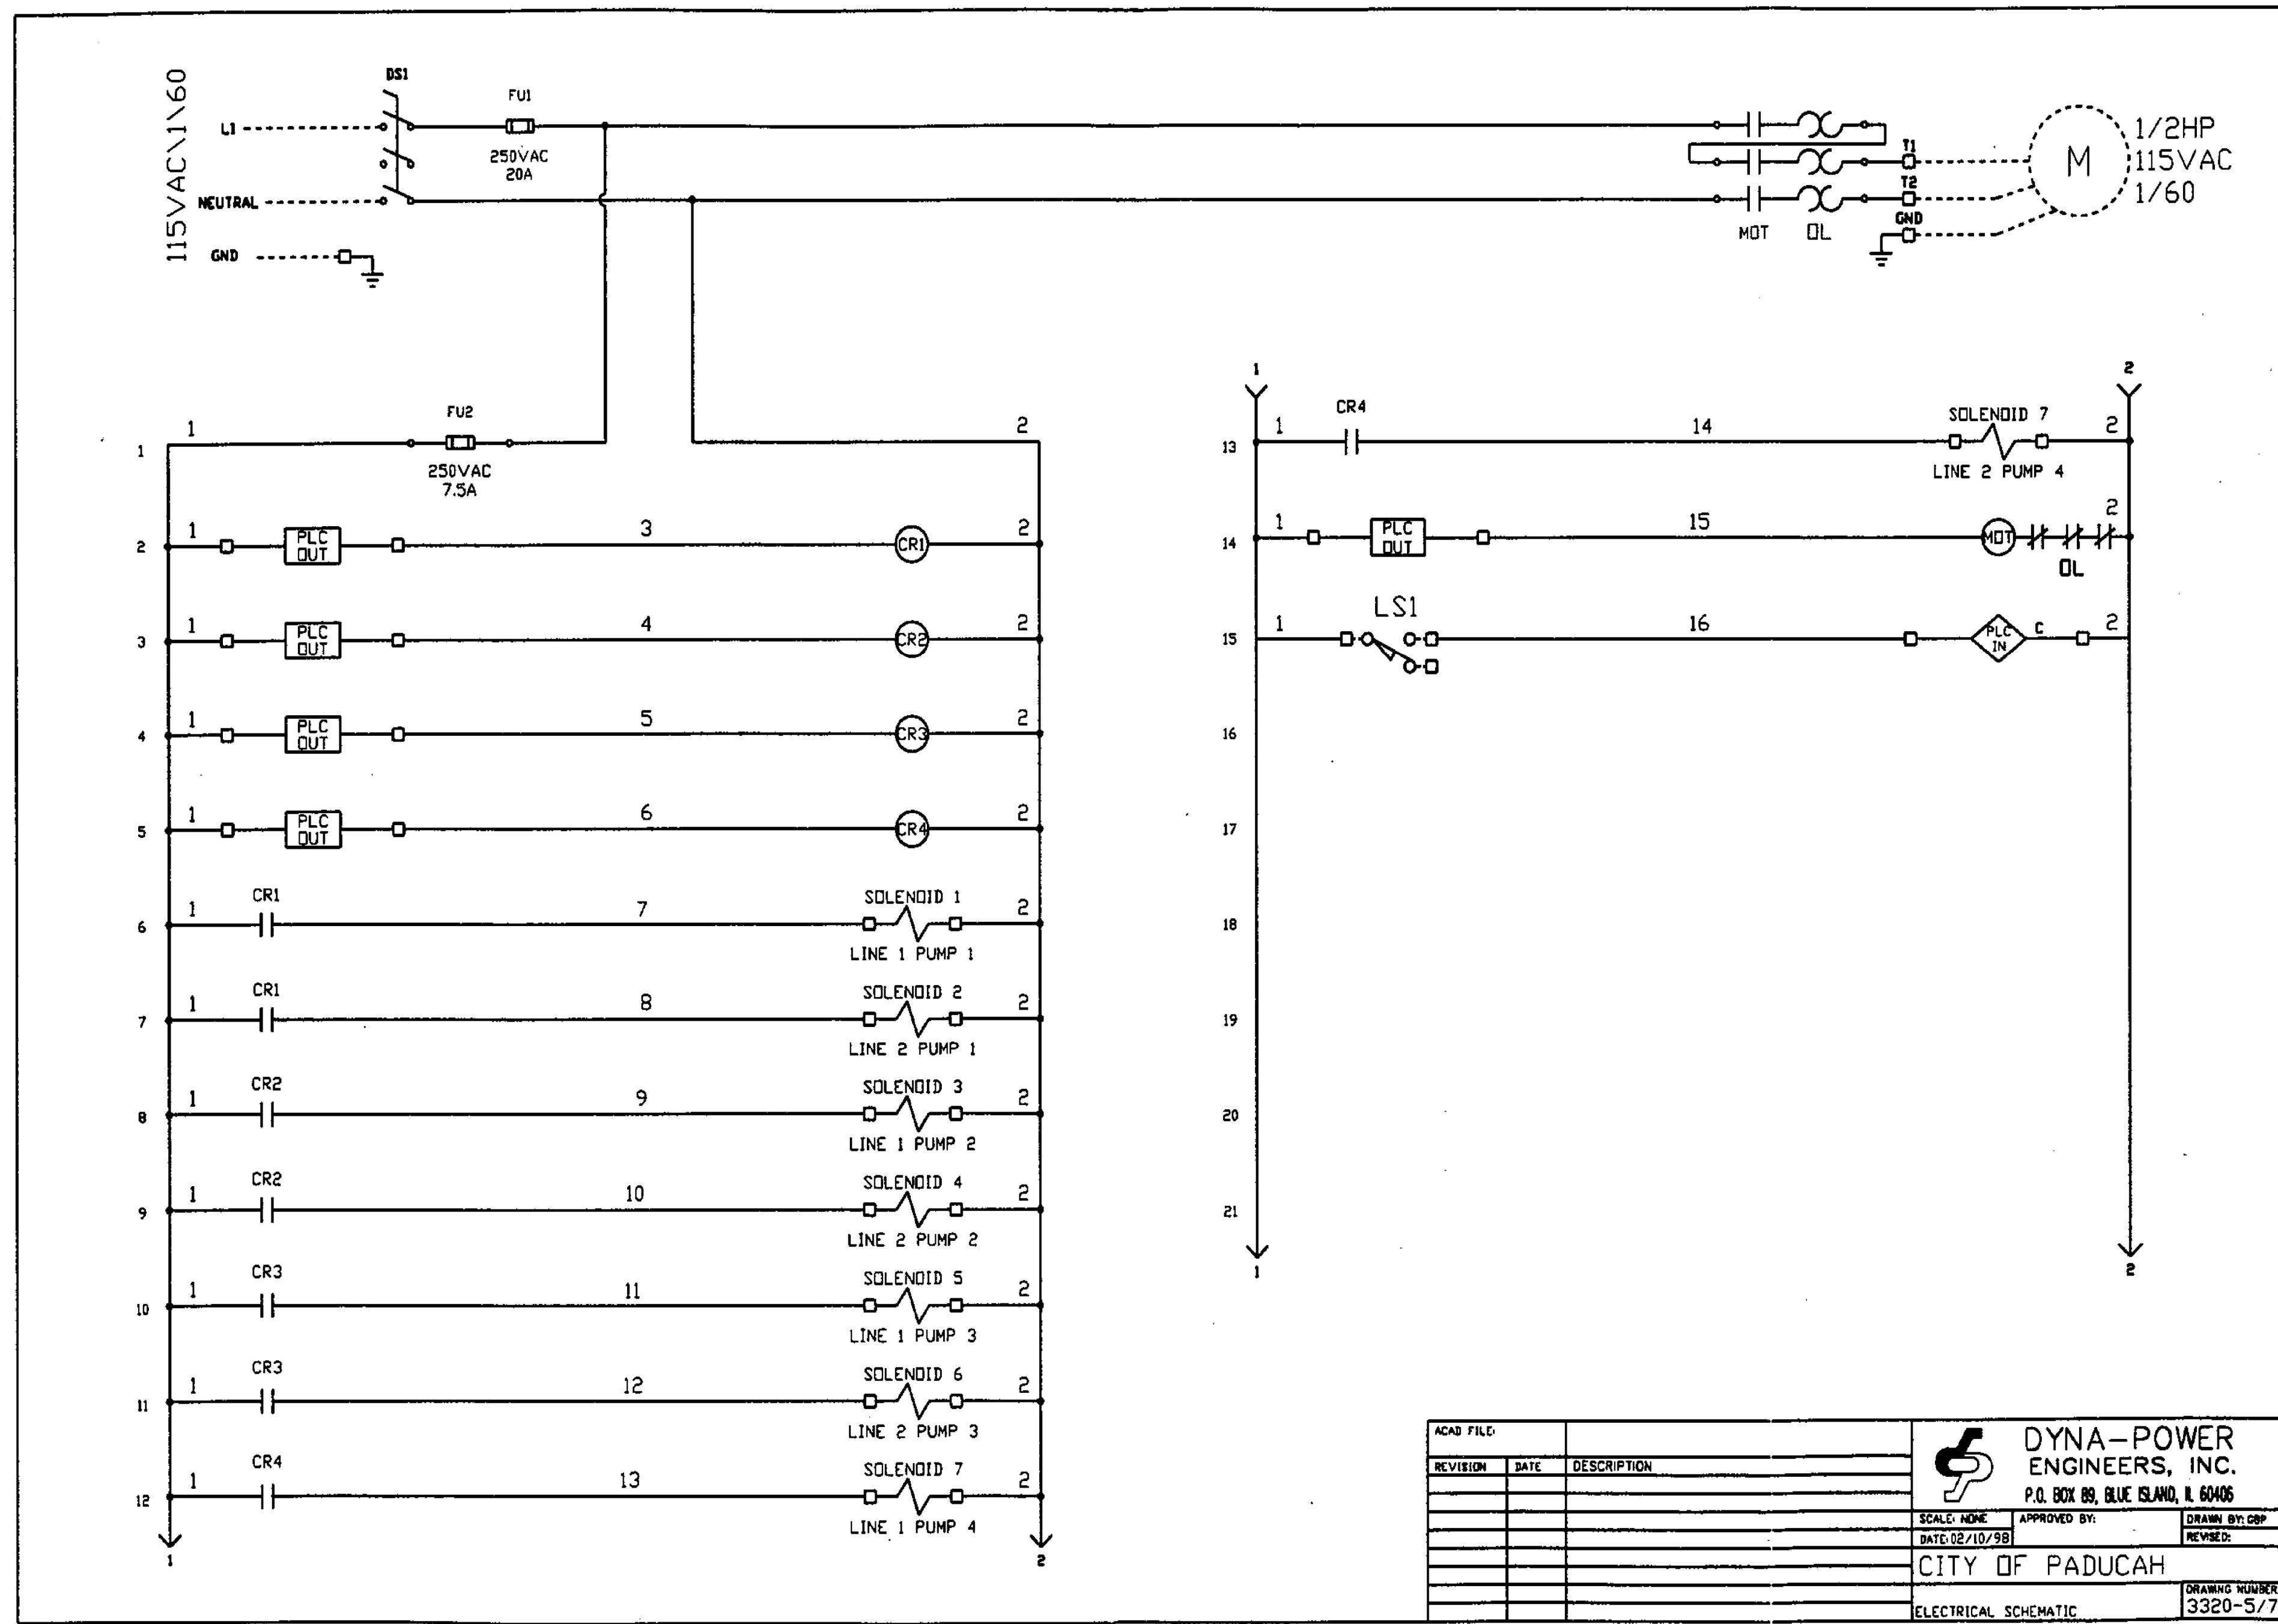 115VAC\1\60
DS1
L1
FU1
250VAC
20A
NEUTRAL
GND
T1
T2
GND
MOT
OL
M
1/2HP
115VAC
1/60
1
1
FU2
250VAC
7.5A
2
2
1
PLC
OUT
3
CR1
2
3
1
PLC
OUT
4
CR2
2
4
1
PLC
OUT
5
CR3
2
5
1
PLC
OUT
6
CR4
2
6
1
CR1
7
SOLENOID 1
2
LINE 1 PUMP 1
7
1
CR1
8
SOLENOID 2
2
LINE 2 PUMP 1
8
1
CR2
9
SOLENOID 3
2
LINE 1 PUMP 2
9
1
CR2
10
SOLENOID 4
2
LINE 2 PUMP 2
10
1
CR3
11
SOLENOID 5
2
LINE 1 PUMP 3
11
1
CR3
12
SOLENOID 6
2
LINE 2 PUMP 3
12
1
CR4
13
SOLENOID 7
2
LINE 1 PUMP 4
1
2
1
2
13
1
CR4
14
SOLENOID 7
2
LINE 2 PUMP 4
14
1
PLC
OUT
15
MOT
OL
2
15
1
LS1
16
PLC
IN
C
2
16
17
18
19
20
21
1
2
ACAD FILE:
REVISION DATE DESCRIPTION
DYNA-POWER
ENGINEERS, INC.
P.O. BOX 89, BLUE ISLAND, IL 60406
SCALE: NONE
APPROVED BY:
DRAWN BY: GBP
DATE: 02/10/98
REVISED:
CITY OF PADUCAH
ELECTRICAL SCHEMATIC
DRAWING NUMBER
3320-5/7